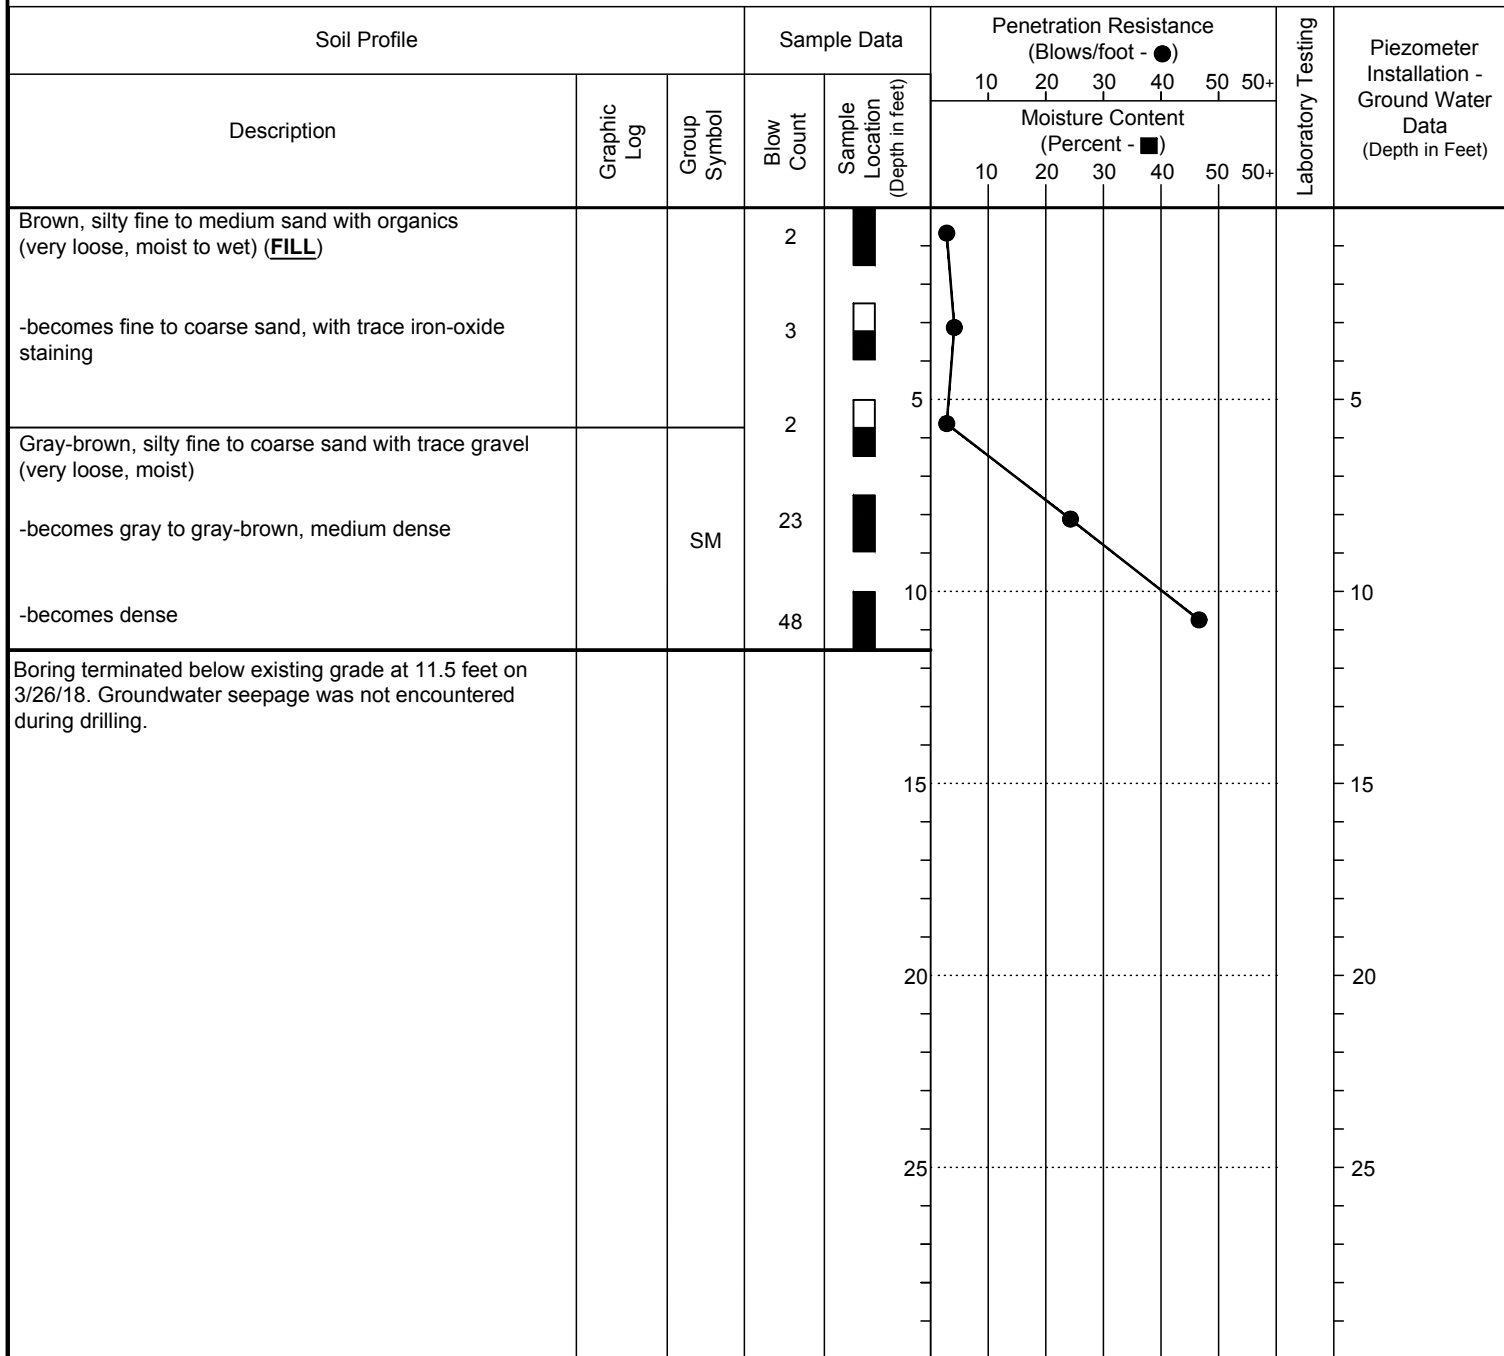 Soil Profile
Sample Data
Penetration Resistance
(Blows/foot - ●)
10 20 30 40 50 50+
Moisture Content
(Percent - ■)
10 20 30 40 50 50+
Laboratory Testing
Piezometer
Installation -
Ground Water
Data
(Depth in Feet)
Description
Graphic
Log
Group
Symbol
Blow
Count
Sample
Location
(Depth in feet)
Brown, silty fine to medium sand with organics
(very loose, moist to wet) (FILL)
2
-becomes fine to coarse sand, with trace iron-oxide
staining
3
5
5
2
Gray-brown, silty fine to coarse sand with trace gravel
(very loose, moist)
-becomes gray to gray-brown, medium dense
SM
23
10
10
-becomes dense
48
Boring terminated below existing grade at 11.5 feet on
3/26/18. Groundwater seepage was not encountered
during drilling.
15
15
20
20
25
25